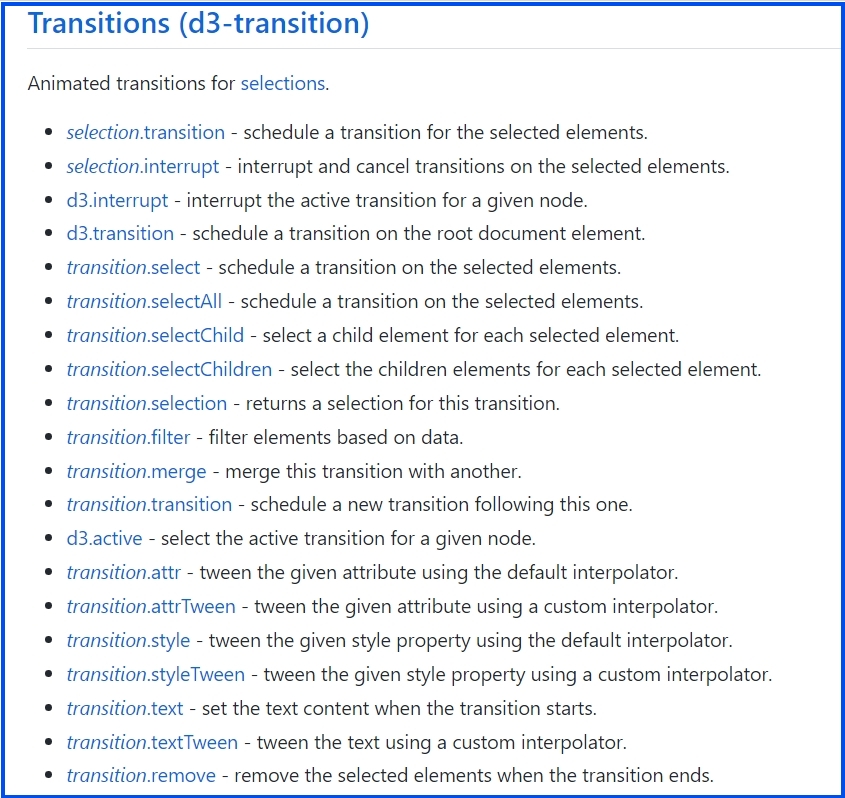 Transitions (d3-transition)
Animated transitions for selections.
• selection.transition - schedule a transition for the selected elements.
• selection.interrupt - interrupt and cancel transitions on the selected elements.
• d3.interrupt - interrupt the active transition for a given node.
• d3.transition - schedule a transition on the root document element.
• transition.select - schedule a transition on the selected elements.
• transition.selectAll - schedule a transition on the selected elements.
• transition.selectChild - select a child element for each selected element.
• transition.selectChildren - select the children elements for each selected element.
• transition.selection - returns a selection for this transition.
• transition.filter - filter elements based on data.
• transition.merge - merge this transition with another.
• transition.transition - schedule a new transition following this one.
• d3.active - select the active transition for a given node.
• transition.attr - tween the given attribute using the default interpolator.
• transition.attrTween - tween the given attribute using a custom interpolator.
• transition.style - tween the given style property using the default interpolator.
• transition.styleTween - tween the given style property using a custom interpolator.
• transition.text - set the text content when the transition starts.
• transition.textTween - tween the text using a custom interpolator.
• transition.remove - remove the selected elements when the transition ends.